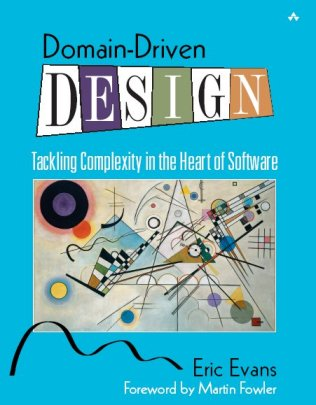 Domain-Driven
DESIGN
Tackling Complexity in the Heart of Software
Eric Evans
Foreword by Martin Fowler